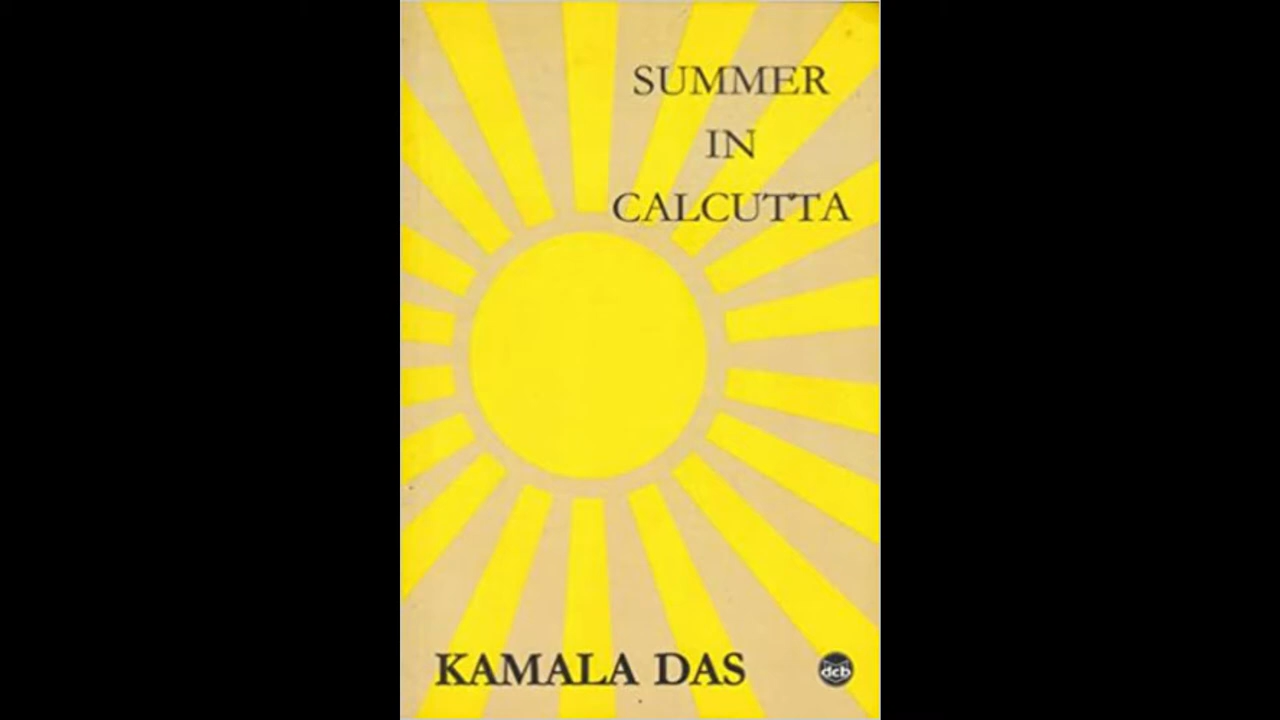 SUMMER
IN
CALCUTTA
KAMALA DAS
dcb